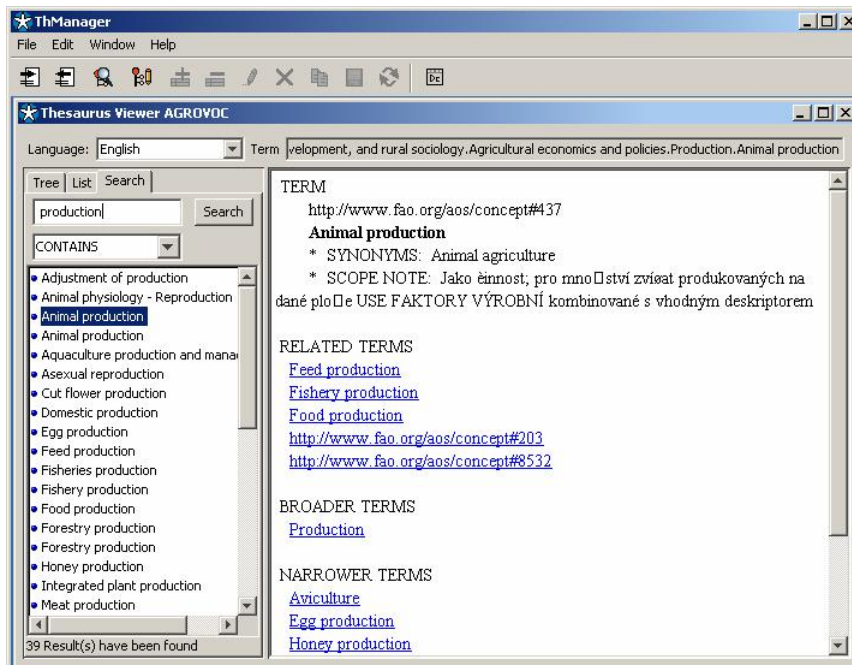 ThManager
File Edit Window Help
Thesaurus Viewer AGROVOC
Language: English Term velopment, and rural sociology.Agricultural economics and policies.Production.Animal production
Tree List Search
production Search
CONTAINS
Adjustment of production
Animal physiology - Reproduction
Animal production
Animal production
Aquaculture production and mana
Asexual reproduction
Cut flower production
Domestic production
Egg production
Feed production
Fisheries production
Fishery production
Food production
Forestry production
Forestry production
Honey production
Integrated plant production
Meat production
39 Result(s) have been found
TERM
http://www.fao.org/aos/concept#437
Animal production
* SYNONYMS: Animal agriculture
* SCOPE NOTE: Jako èinnost; pro mno□ství zvíøat produkovaných na
dané plo□e USE FAKTORY VÝROBNÍ kombinované s vhodným deskriptorem
RELATED TERMS
Feed production
Fishery production
Food production
http://www.fao.org/aos/concept#203
http://www.fao.org/aos/concept#8532
BROADER TERMS
Production
NARROWER TERMS
Aviculture
Egg production
Honey production